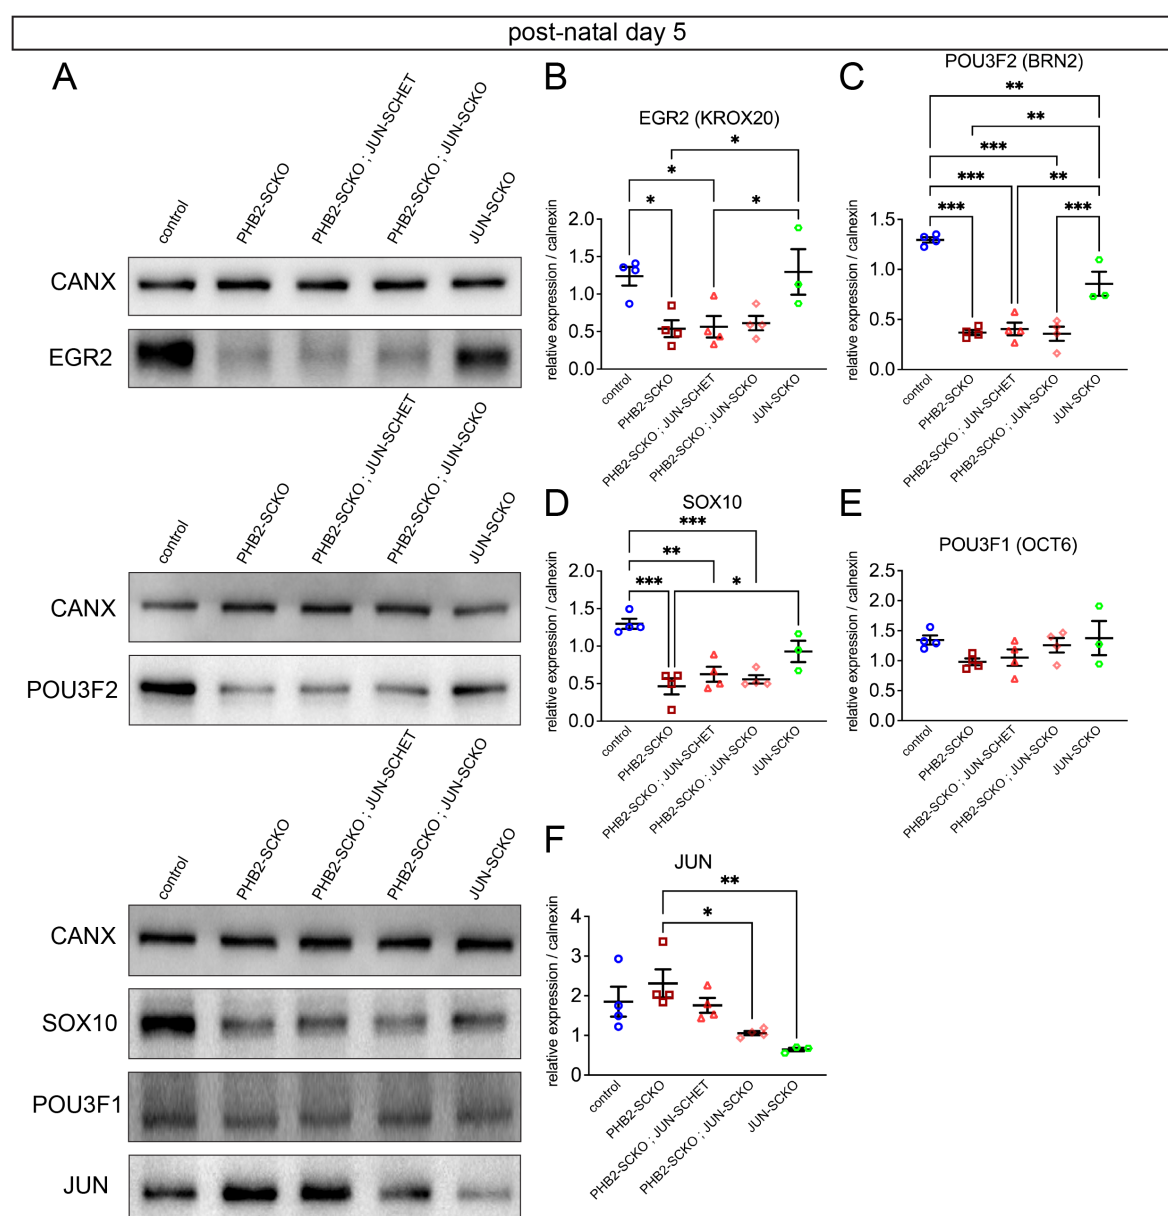 post-natal day 5
A
control
PHB2-SCKO
PHB2-SCKO ; JUN-SCHET
PHB2-SCKO ; JUN-SCKO
JUN-SCKO
CANX
EGR2
control
PHB2-SCKO
PHB2-SCKO ; JUN-SCHET
PHB2-SCKO ; JUN-SCKO
JUN-SCKO
CANX
POU3F2
control
PHB2-SCKO
PHB2-SCKO ; JUN-SCHET
PHB2-SCKO ; JUN-SCKO
JUN-SCKO
CANX
SOX10
POU3F1
JUN
B
EGR2 (KROX20)
*
*
*
*
relative expression / calnexin
2.0
1.5
1.0
0.5
0.0
control
PHB2-SCKO
PHB2-SCKO ; JUN-SCHET
PHB2-SCKO ; JUN-SCKO
JUN-SCKO
C
POU3F2 (BRN2)
**
**
***
***
**
***
***
relative expression / calnexin
1.5
1.0
0.5
0.0
control
PHB2-SCKO
PHB2-SCKO ; JUN-SCHET
PHB2-SCKO ; JUN-SCKO
JUN-SCKO
D
SOX10
***
**
***
*
relative expression / calnexin
2.0
1.5
1.0
0.5
0.0
control
PHB2-SCKO
PHB2-SCKO ; JUN-SCHET
PHB2-SCKO ; JUN-SCKO
JUN-SCKO
E
POU3F1 (OCT6)
relative expression / calnexin
2.5
2.0
1.5
1.0
0.5
0.0
control
PHB2-SCKO
PHB2-SCKO ; JUN-SCHET
PHB2-SCKO ; JUN-SCKO
JUN-SCKO
F
JUN
**
*
relative expression / calnexin
4
3
2
1
0
control
PHB2-SCKO
PHB2-SCKO ; JUN-SCHET
PHB2-SCKO ; JUN-SCKO
JUN-SCKO